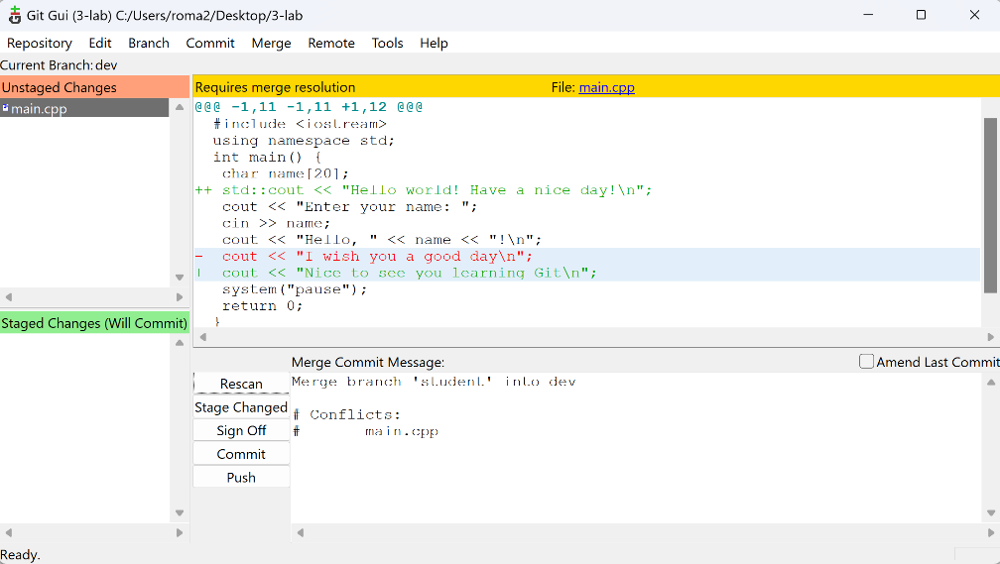 Git Gui (3-lab) C:/Users/roma2/Desktop/3-lab
Repository Edit Branch Commit Merge Remote Tools Help
Current Branch: dev
Unstaged Changes
main.cpp
Requires merge resolution File: main.cpp
@@@ -1,11 -1,11 +1,12 @@@
#include <iostream>
using namespace std;
int main() {
char name[20];
++ std::cout << "Hello world! Have a nice day!\n";
cout << "Enter your name: ";
cin >> name;
cout << "Hello, " << name << "!\n";
- cout << "I wish you a good day\n";
+ cout << "Nice to see you learning Git\n";
system("pause");
return 0;
}
Staged Changes (Will Commit)
Merge Commit Message: Amend Last Commit
Rescan
Stage Changed
Sign Off
Commit
Push
Merge branch 'student' into dev
# Conflicts:
# main.cpp
Ready.